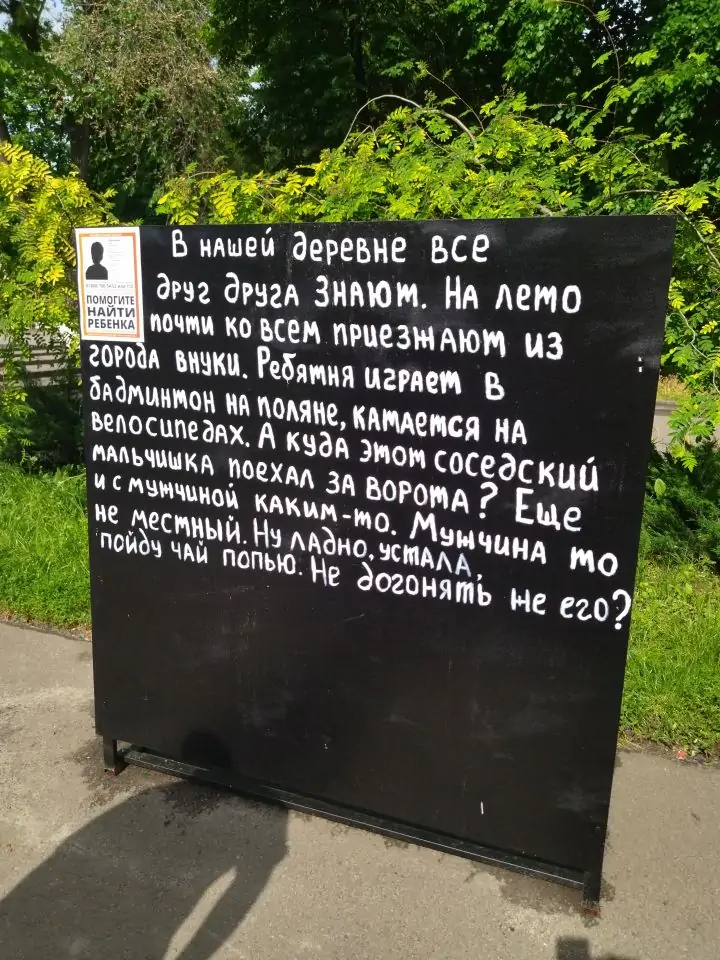 ПОМОГИТЕ
НАЙТИ
РЕБЕНКА
В нашей деревне все
друг друга знают. На лето
почти ко всем приезжают из
города внуки. Ребятня играет в
бадминтон на поляне, катается на
велосипедах. А куда этот соседский
мальчишка поехал за ворота? Еще
и с мужчиной каким-то. Мужчина то
не местный. Ну ладно, устала,
пойду чай попью. Не догонять же его?